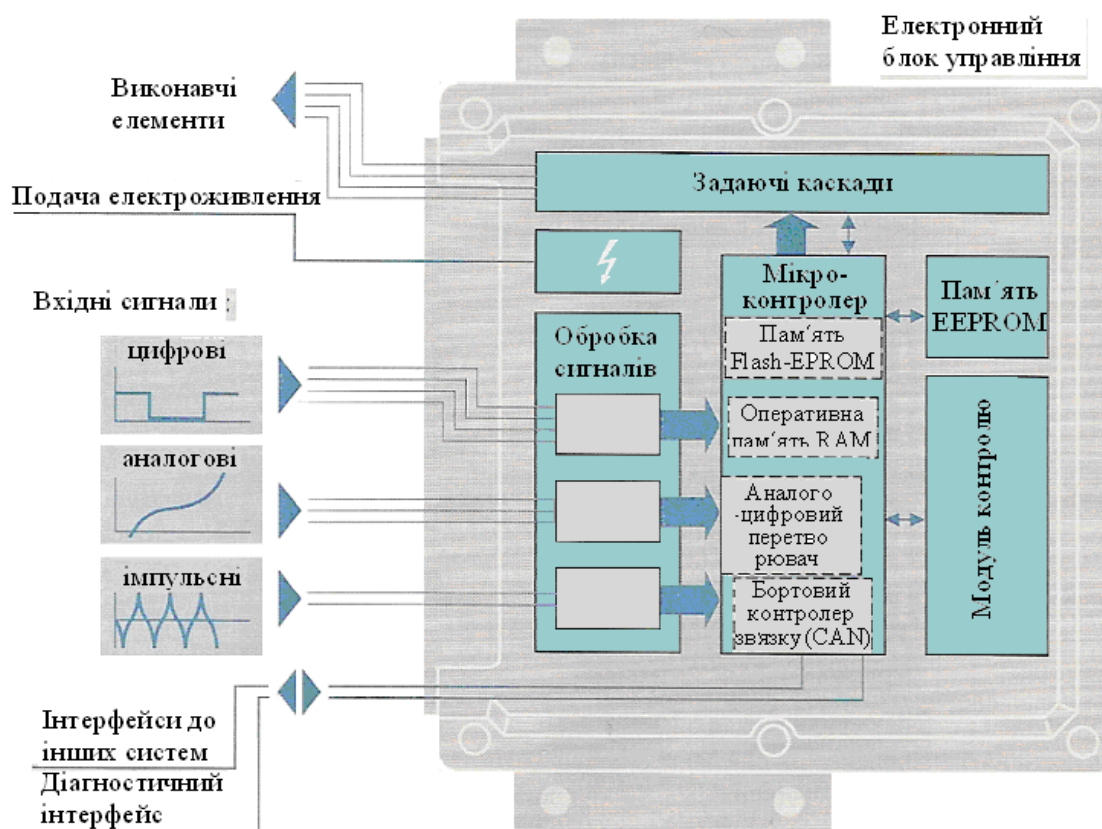 Електронний
блок управління
Виконавчі
елементи
Задаючі каскади
Подача електроживлення
Вхідні сигнали :
цифрові
аналогові
імпульсні
Обробка
сигналів
Мікро-
контролер
Пам´ять
Flash-EPROM
Оперативна
пам´ять RAM
Аналого
-цифровий
перетво
рювач
Бортовий
контролер
звязку(CAN)
Пам´ять
EEPROM
Модуль контролю
Інтерфейси до
інших систем
Діагностичний
інтерфейс